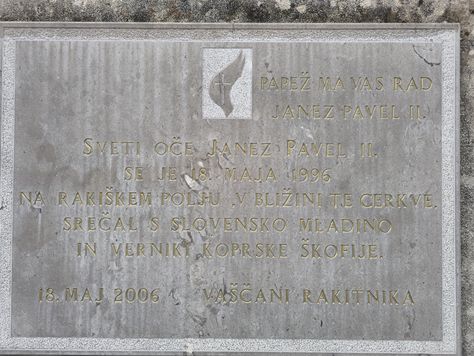 PAPEŽ MA VAS RAD
JANEZ PAVEL II.
SVETI OČE JANEZ PAVEL II.
SE JE 18. MAJA 1996
NA RAKIŠKEM POLJU, V BLIŽINI TE CERKVE,
SREČAL S SLOVENSKO MLADINO
IN VERNIKI KOPRSKE ŠKOFIJE.
18. MAJ 2006 VAŠČANI RAKITNIKA